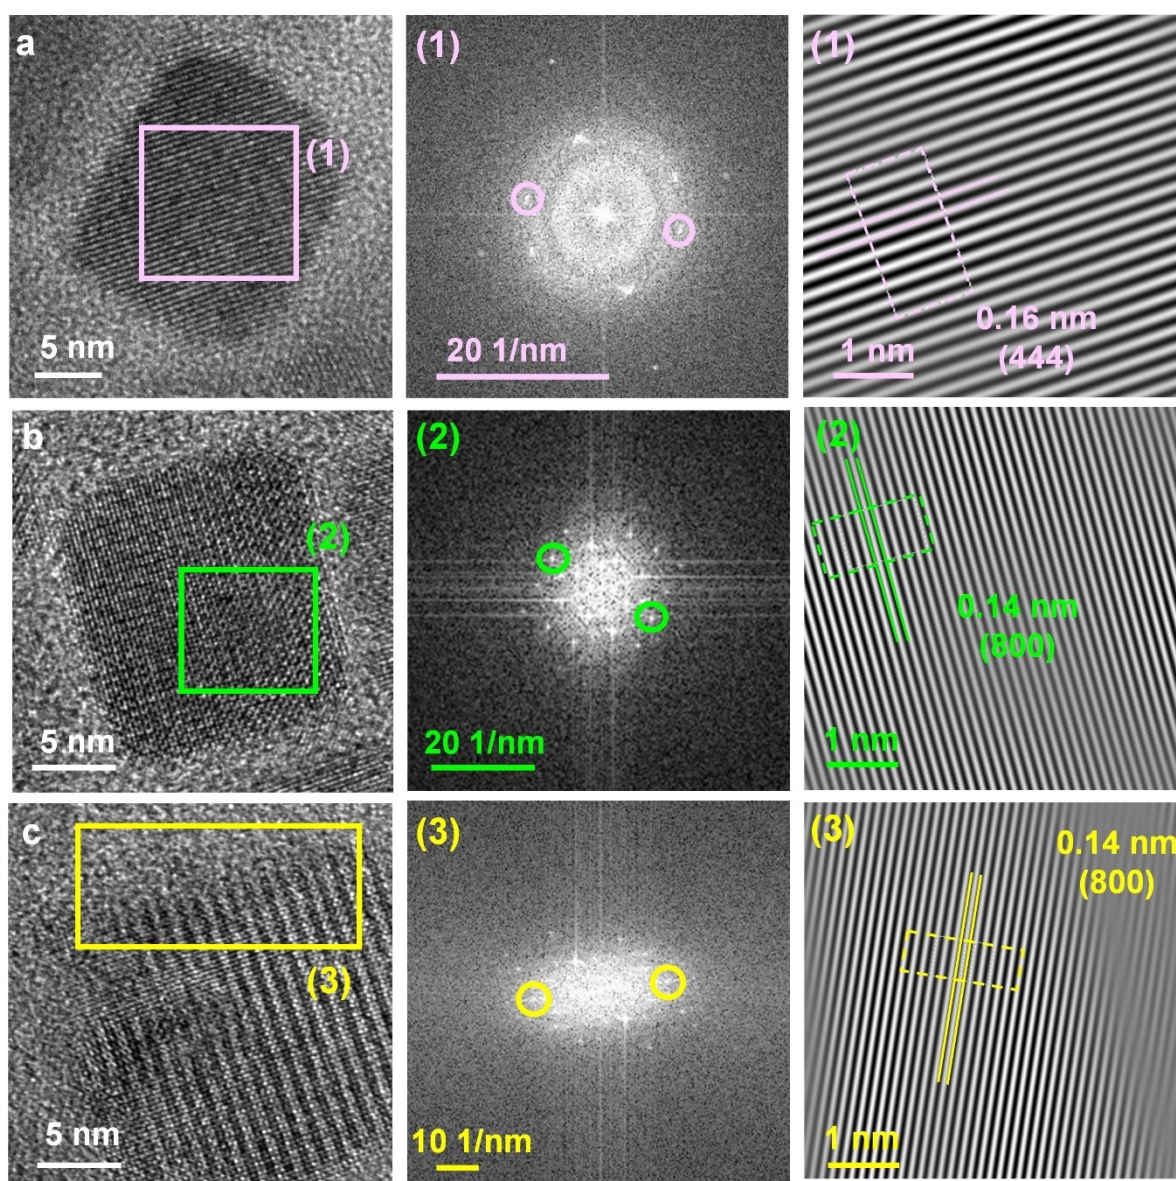 a
(1)
5 nm
(1)
20 1/nm
(1)
0.16 nm
(444)
1 nm
b
(2)
5 nm
(2)
20 1/nm
(2)
0.14 nm
(800)
1 nm
c
(3)
5 nm
(3)
10 1/nm
(3)
0.14 nm
(800)
1 nm